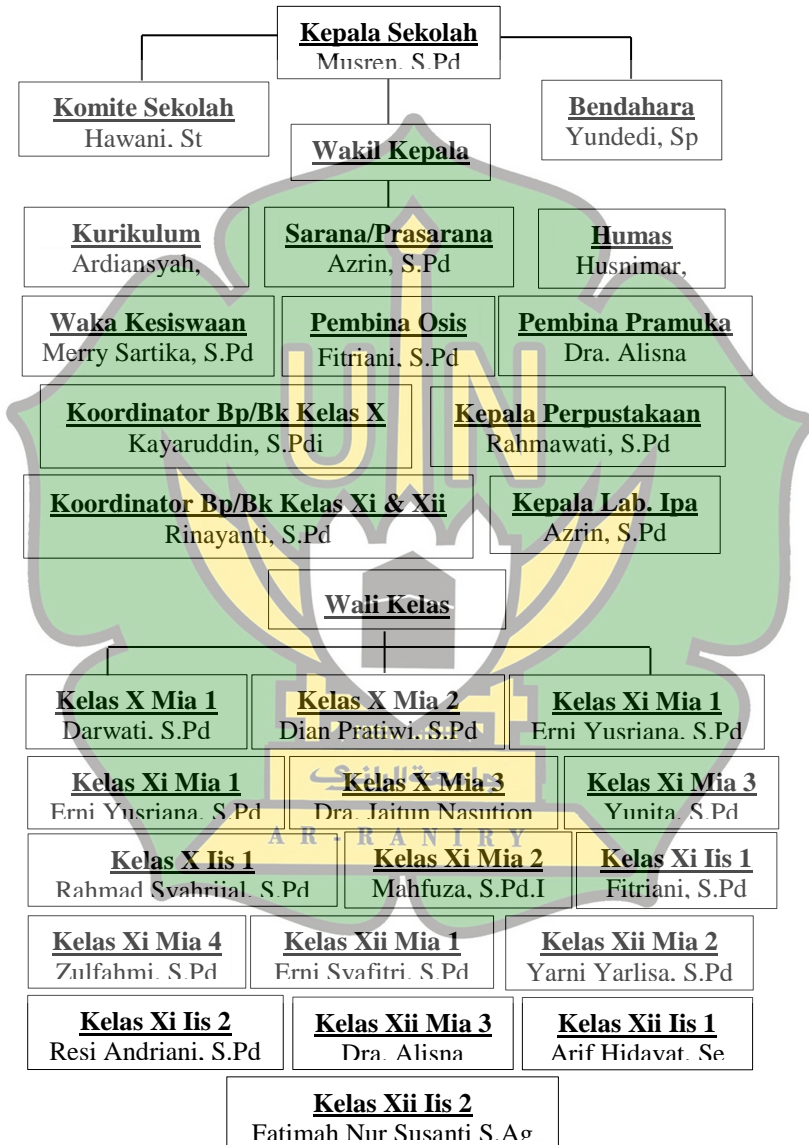 Kepala Sekolah
Musren, S.Pd
Komite Sekolah
Hawani, St
Bendahara
Yundedi, Sp
Wakil Kepala
Kurikulum
Ardiansyah,
Sarana/Prasarana
Azrin, S.Pd
Humas
Husnimar,
Waka Kesiswaan
Merry Sartika, S.Pd
Pembina Osis
Fitriani, S.Pd
Pembina Pramuka
Dra. Alisna
Koordinator Bp/Bk Kelas X
Kayaruddin, S.Pdi
Kepala Perpustakaan
Rahmawati, S.Pd
Koordinator Bp/Bk Kelas Xi & Xii
Rinayanti, S.Pd
Kepala Lab. Ipa
Azrin, S.Pd
Wali Kelas
Kelas X Mia 1
Darwati, S.Pd
Kelas X Mia 2
Dian Pratiwi, S.Pd
Kelas Xi Mia 1
Erni Yusriana, S.Pd
Kelas Xi Mia 1
Erni Yusriana, S.Pd
Kelas X Mia 3
Dra. Jaitun Nasution
Kelas Xi Mia 3
Yunita, S.Pd
Kelas X Iis 1
Rahmad Syahrijal, S.Pd
Kelas Xi Mia 2
Mahfuza, S.Pd.I
Kelas Xi Iis 1
Fitriani, S.Pd
Kelas Xi Mia 4
Zulfahmi, S.Pd
Kelas Xii Mia 1
Erni Syafitri, S.Pd
Kelas Xii Mia 2
Yarni Yarlisa, S.Pd
Kelas Xi Iis 2
Resi Andriani, S.Pd
Kelas Xii Mia 3
Dra. Alisna
Kelas Xii Iis 1
Arif Hidayat, Se
Kelas Xii Iis 2
Fatimah Nur Susanti S.Ag
UIN
جامعة الرانري
AR-RANIRY